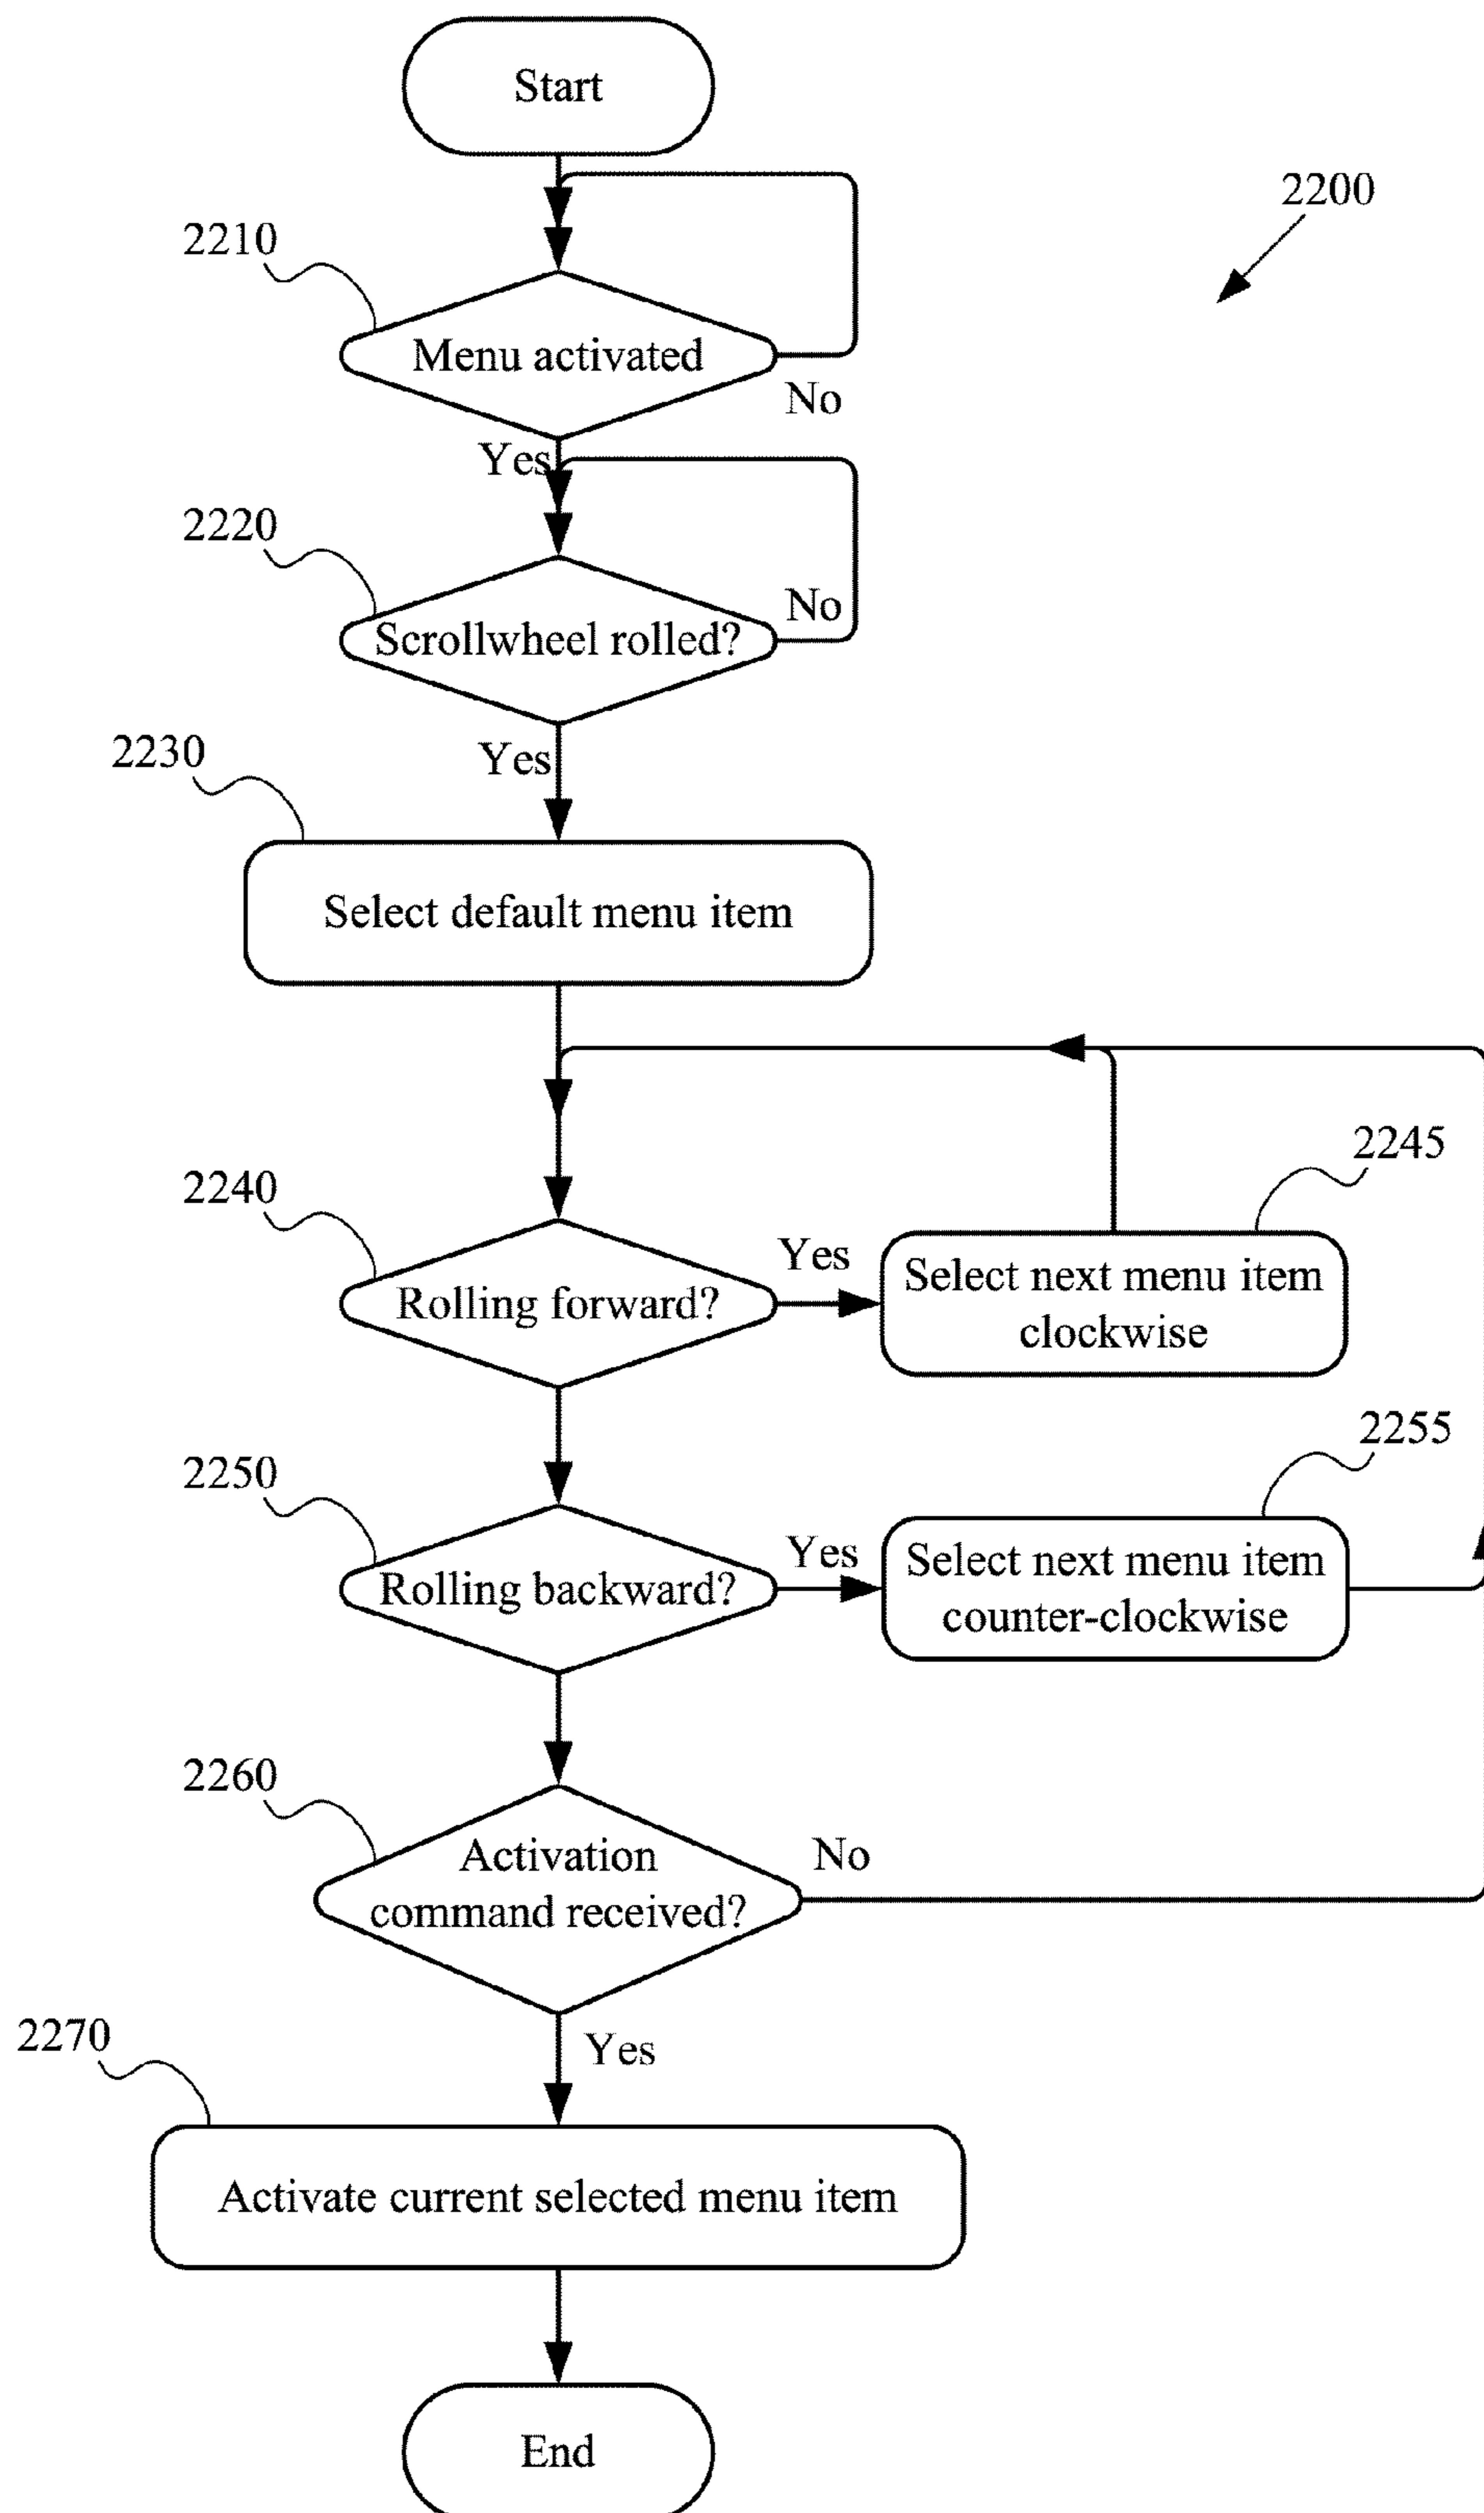 Start
2200
2210
Menu activated
No
Yes
2220
No
Scrollwheel rolled?
2230
Yes
Select default menu item
2245
2240
Yes
Select next menu item
clockwise
Rolling forward?
2255
2250
Yes
Select next menu item
counter-clockwise
Rolling backward?
2260
Activation
command received?
No
2270
Yes
Activate current selected menu item
End